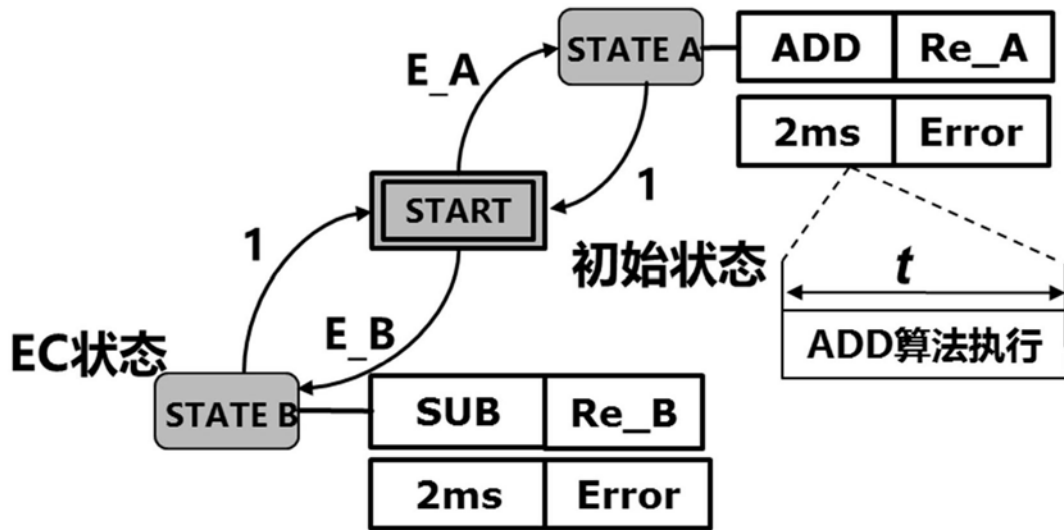 STATE A
ADD
Re_A
E_A
2ms
Error
START
1
1
初始状态
t
E_B
EC状态
ADD算法执行
STATE B
SUB
Re_B
2ms
Error